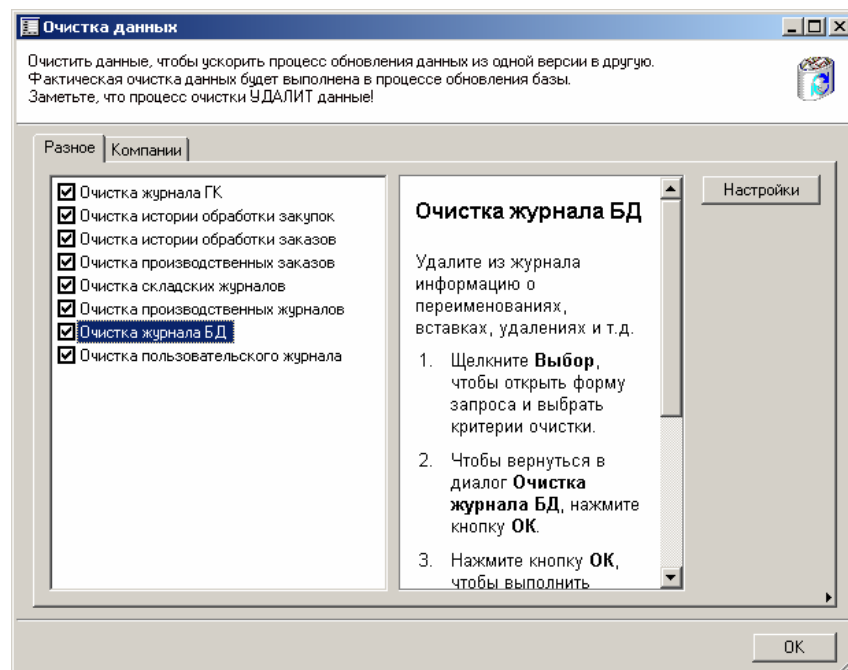 Очистка данных
Очистить данные, чтобы ускорить процесс обновления данных из одной версии в другую.
Фактическая очистка данных будет выполнена в процессе обновления базы.
Заметьте, что процесс очистки УДАЛИТ данные!
Разное
Компании
Очистка журнала ГК
Очистка истории обработки закупок
Очистка истории обработки заказов
Очистка производственных заказов
Очистка складских журналов
Очистка производственных журналов
Очистка журнала БД
Очистка пользовательского журнала
Очистка журнала БД
Удалите из журнала
информацию о
переименованиях,
вставках, удалениях и т.д.
1. Щелкните Выбор,
чтобы открыть форму
запроса и выбрать
критерии очистки.
2. Чтобы вернуться в
диалог Очистка
журнала БД, нажмите
кнопку ОК.
3. Нажмите кнопку ОК,
чтобы выполнить
Настройки
ОК